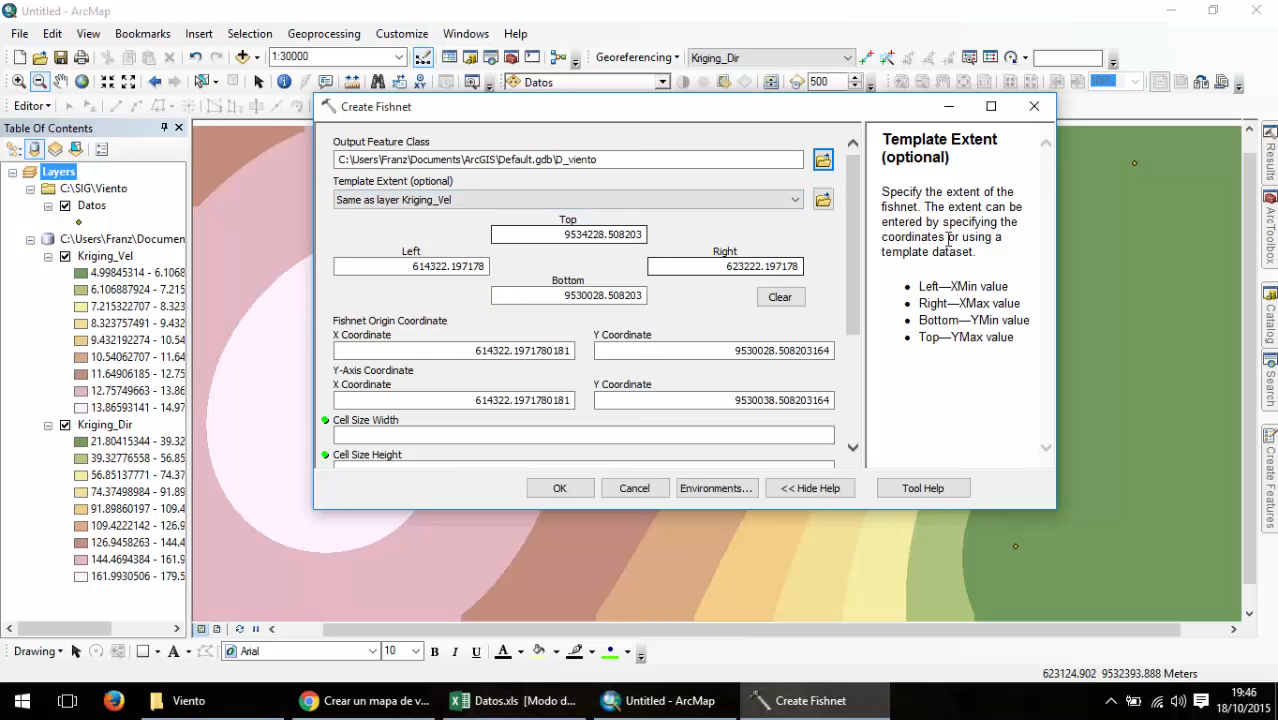 Untitled - ArcMap
File Edit View Bookmarks Insert Selection Geoprocessing Customize Windows Help
1:30000
Georeferencing
Kriging_Dir
Datos
500
100%
Editor
Table Of Contents
Layers
C:\SIG\Viento
Datos
C:\Users\Franz\Documen
Kriging_Vel
4.99845314 - 6.1068
6.106887924 - 7.215
7.215322707 - 8.32
8.323757491 - 9.432
9.432192274 - 10.54
10.54062707 - 11.64
11.64906185 - 12.75
12.75749663 - 13.86
13.86593141 - 14.97
Kriging_Dir
21.80415344 - 39.32
39.32776558 - 56.85
56.85137771 - 74.37
74.37498984 - 91.89
91.89860197 - 109.4
109.4222142 - 126.9
126.9458263 - 144.4
144.4694384 - 161.9
161.9930506 - 179.5
Create Fishnet
Output Feature Class
C:\Users\Franz\Documents\ArcGIS\Default.gdb\D_viento
Template Extent (optional)
Same as layer Kriging_Vel
Top
9534228.508203
Left
Right
614322.197178
623222.197178
Bottom
9530028.508203
Clear
Fishnet Origin Coordinate
X Coordinate
Y Coordinate
614322.1971780181
9530028.508203164
Y-Axis Coordinate
X Coordinate
Y Coordinate
614322.1971780181
9530038.508203164
Cell Size Width
Cell Size Height
OK
Cancel
Environments...
<< Hide Help
Tool Help
Template Extent
(optional)
Specify the extent of the
fishnet. The extent can be
entered by specifying the
coordinates or using a
template dataset.
Left—XMin value
Right—XMax value
Bottom—YMin value
Top—YMax value
Results
ArcToolbox
Catalog
Search
Create Features
Drawing
Arial
10
B I U A
623124.902 9532393.888 Meters
Viento
Crear un mapa de v...
Datos.xls [Modo d...
Untitled - ArcMap
Create Fishnet
19:46
18/10/2015